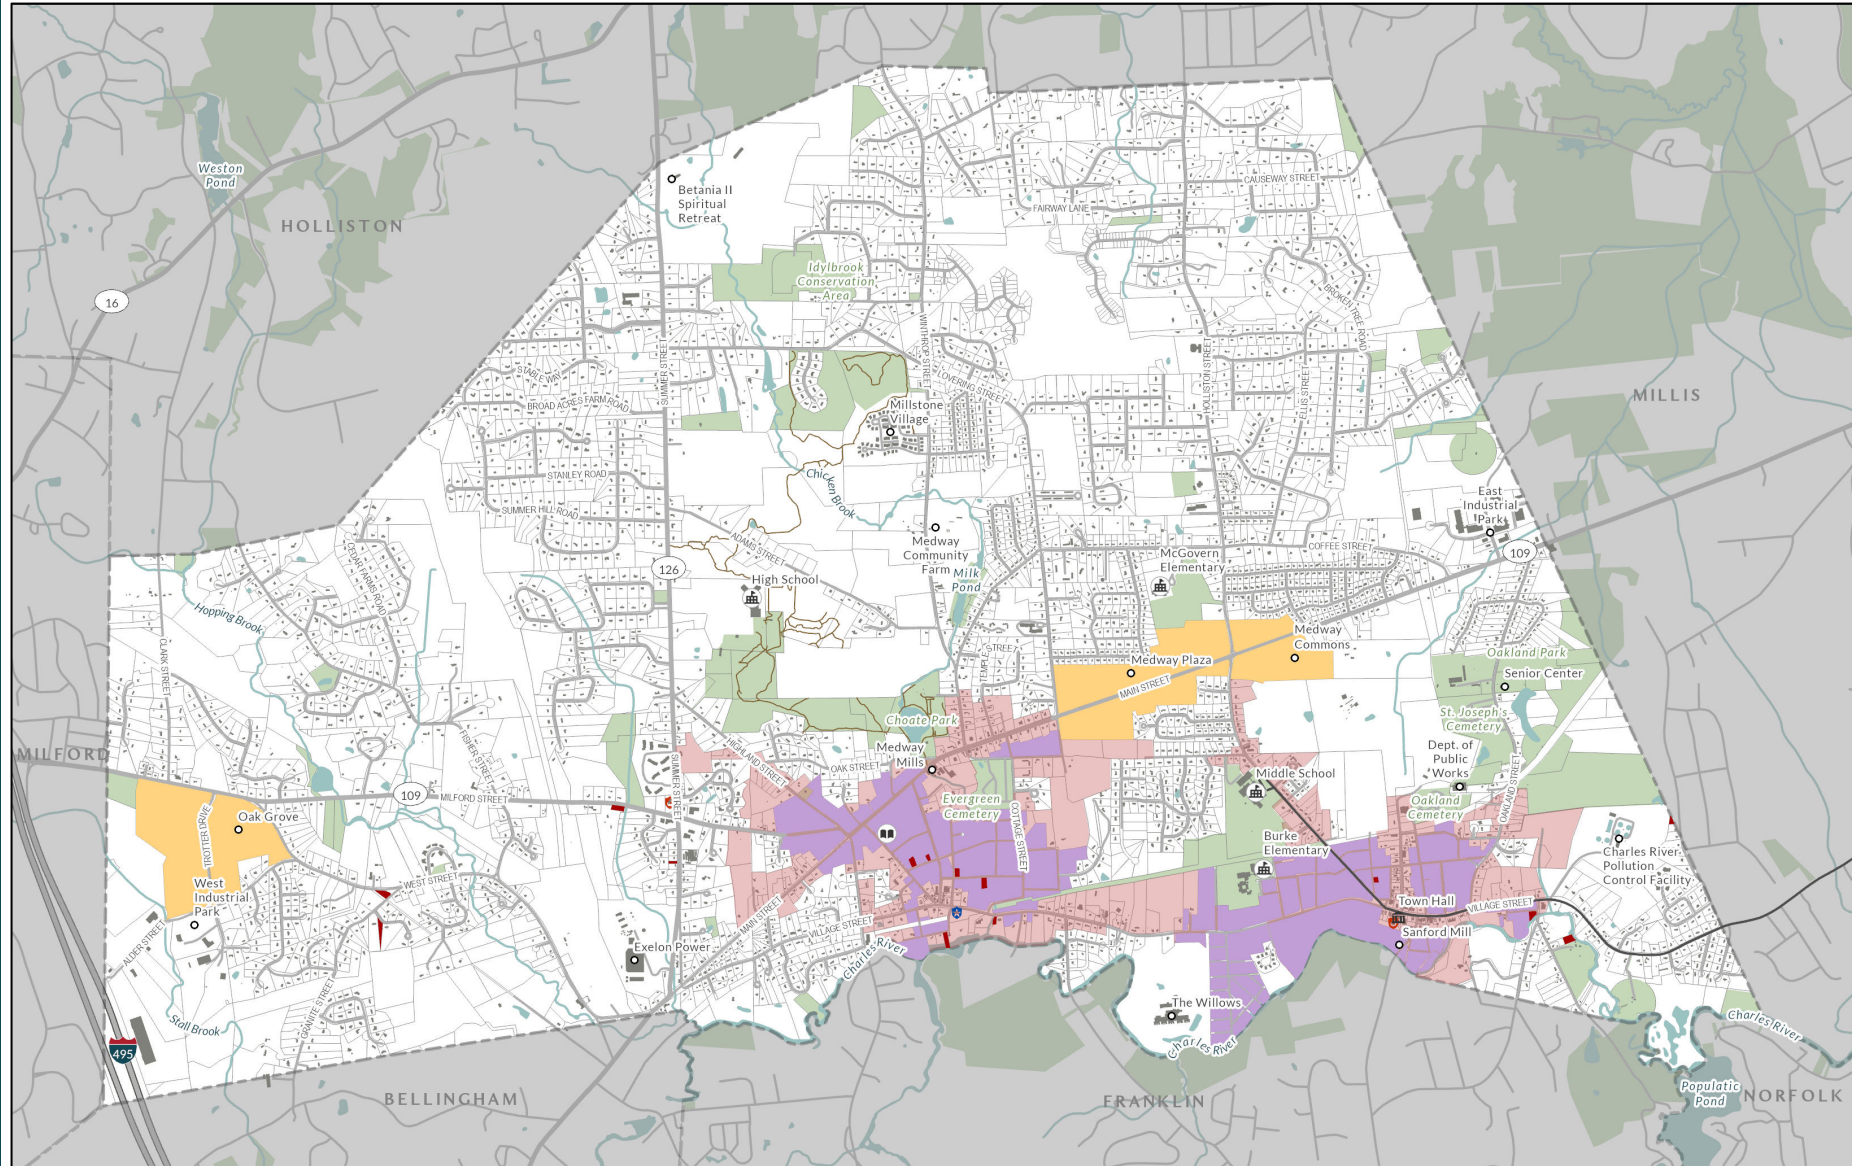 Weston
Pond
HOLLISTON
16
Betania II
Spiritual
Retreat
CAUSEWAY STREET
FAIRWAY LANE
Idylbrook
Conservation
Area
BROKEN TREE ROAD
WINTHROP STREET
SUMMER STREET
HOLLISTON STREET
ELLIS STREET
STABLE WAY
LOVERING STREET
BROAD ACRES FARM ROAD
MILLIS
Millstone
Village
STANLEY ROAD
Chicken Brook
SUMMER HILL ROAD
East
Industrial
Park
109
ADAMS STREET
Medway
Community
Farm
Milk
Pond
McGovern
Elementary
COFFEE STREET
126
High School
CEDAR FARMS ROAD
Hopping Brook
CLARK STREET
Medway
Commons
TEMPLE STREET
Medway Plaza
MAIN STREET
Oakland Park
Senior Center
St. Joseph's
Cemetery
Choate Park
FISHER STREET
HIGHLAND STREET
Medway
Mills
OAK STREET
Dept. of
Public
Works
MILFORD
SUMMER STREET
Middle School
OAKLAND STREET
109
MILFORD STREET
Evergreen
Cemetery
Oakland
Cemetery
TROTTER DRIVE
Oak Grove
COTTAGE STREET
Burke
Elementary
Charles River
Pollution
Control Facility
West
Industrial
Park
WEST STREET
Town Hall
VILLAGE STREET
MAIN STREET
VILLAGE STREET
Sanford Mill
ALDER STREET
Exelon Power
Charles River
The Willows
GRANITE STREET
Stall Brook
Charles River
Charles River
495
BELLINGHAM
FRANKLIN
Populatic
Pond
NORFOLK